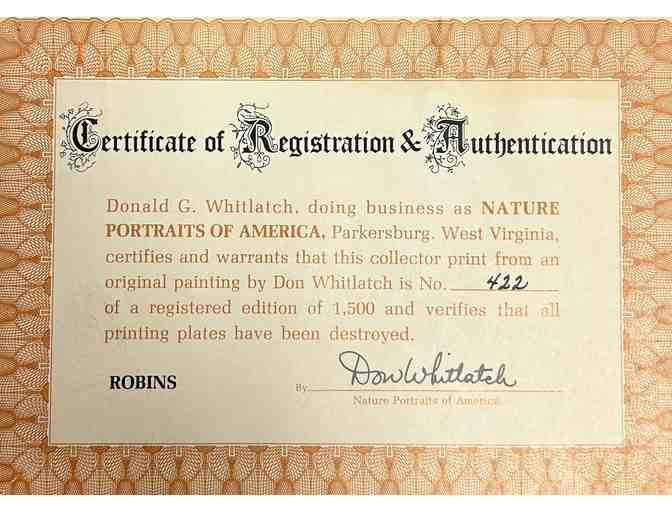 Certificate of Registration & Authentication
Donald G. Whitlatch, doing business as NATURE
PORTRAITS OF AMERICA, Parkersburg, West Virginia,
certifies and warrants that this collector print from an
original painting by Don Whitlatch is No. 422
of a registered edition of 1,500 and verifies that all
printing plates have been destroyed.
ROBINS
By Don Whitlatch
Nature Portraits of America